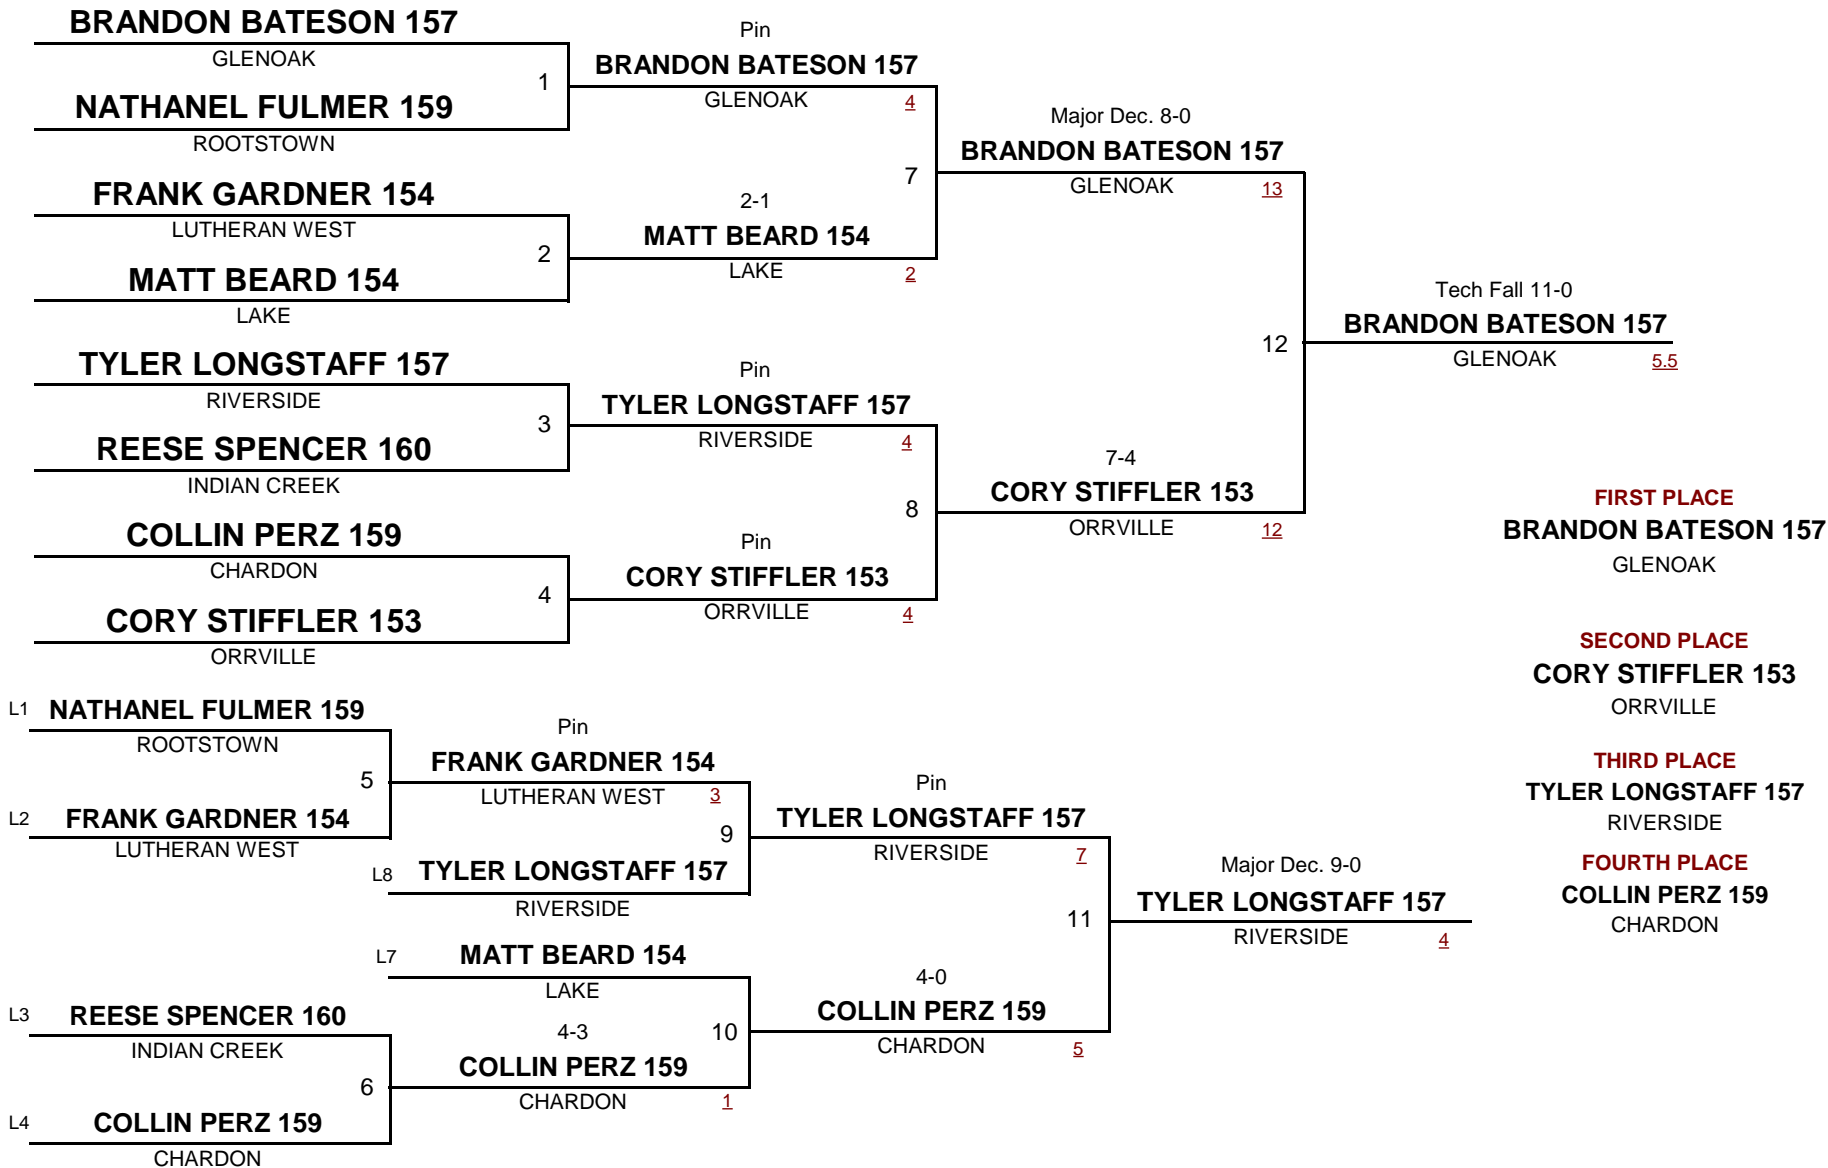 BRANDON BATESON 157
GLENOAK
1
NATHANEL FULMER 159
ROOTSTOWN
FRANK GARDNER 154
LUTHERAN WEST
2
MATT BEARD 154
LAKE
TYLER LONGSTAFF 157
RIVERSIDE
3
REESE SPENCER 160
INDIAN CREEK
COLLIN PERZ 159
CHARDON
4
CORY STIFFLER 153
ORRVILLE
Pin
BRANDON BATESON 157
GLENOAK 4
7
2-1
MATT BEARD 154
LAKE 2
Pin
TYLER LONGSTAFF 157
RIVERSIDE 4
8
Pin
CORY STIFFLER 153
ORRVILLE 4
Major Dec. 8-0
BRANDON BATESON 157
GLENOAK 13
12
7-4
CORY STIFFLER 153
ORRVILLE 12
Tech Fall 11-0
BRANDON BATESON 157
GLENOAK 5.5
FIRST PLACE
BRANDON BATESON 157
GLENOAK
SECOND PLACE
CORY STIFFLER 153
ORRVILLE
THIRD PLACE
TYLER LONGSTAFF 157
RIVERSIDE
FOURTH PLACE
COLLIN PERZ 159
CHARDON
L1 NATHANEL FULMER 159
ROOTSTOWN
5
L2 FRANK GARDNER 154
LUTHERAN WEST
L3 REESE SPENCER 160
INDIAN CREEK
6
L4 COLLIN PERZ 159
CHARDON
Pin
FRANK GARDNER 154
LUTHERAN WEST 3
9
L8 TYLER LONGSTAFF 157
RIVERSIDE
L7 MATT BEARD 154
LAKE
10
4-3
COLLIN PERZ 159
CHARDON 1
Pin
TYLER LONGSTAFF 157
RIVERSIDE 7
11
4-0
COLLIN PERZ 159
CHARDON 5
Major Dec. 9-0
TYLER LONGSTAFF 157
RIVERSIDE 4